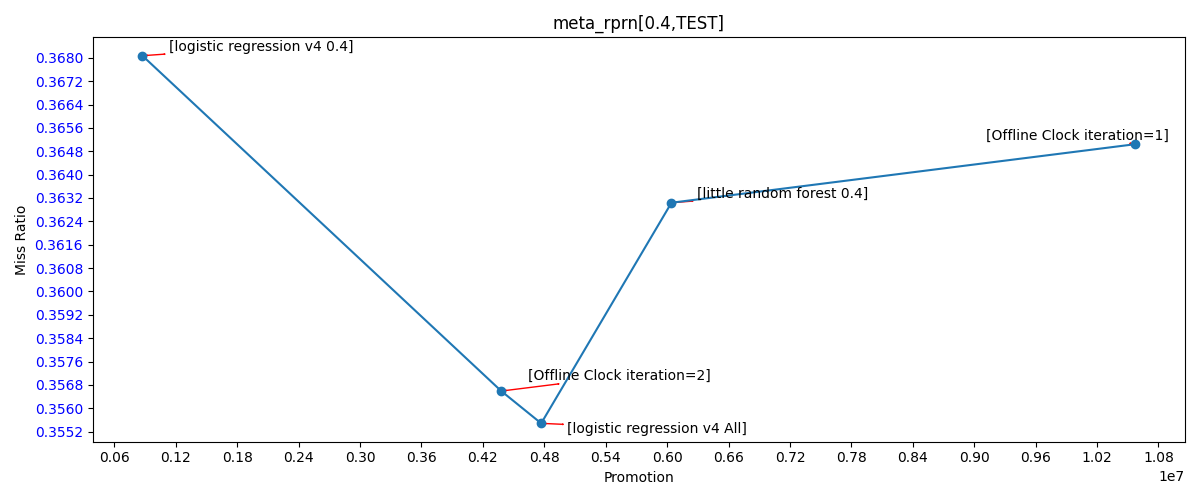 meta_rprn[0.4,TEST]
[logistic regression v4 0.4]
[Offline Clock iteration=1]
[little random forest 0.4]
[Offline Clock iteration=2]
[logistic regression v4 All]
Miss Ratio
0.3680
0.3672
0.3664
0.3656
0.3648
0.3640
0.3632
0.3624
0.3616
0.3608
0.3600
0.3592
0.3584
0.3576
0.3568
0.3560
0.3552
0.06 0.12 0.18 0.24 0.30 0.36 0.42 0.48 0.54 0.60 0.66 0.72 0.78 0.84 0.90 0.96 1.02 1.08
1e7
Promotion